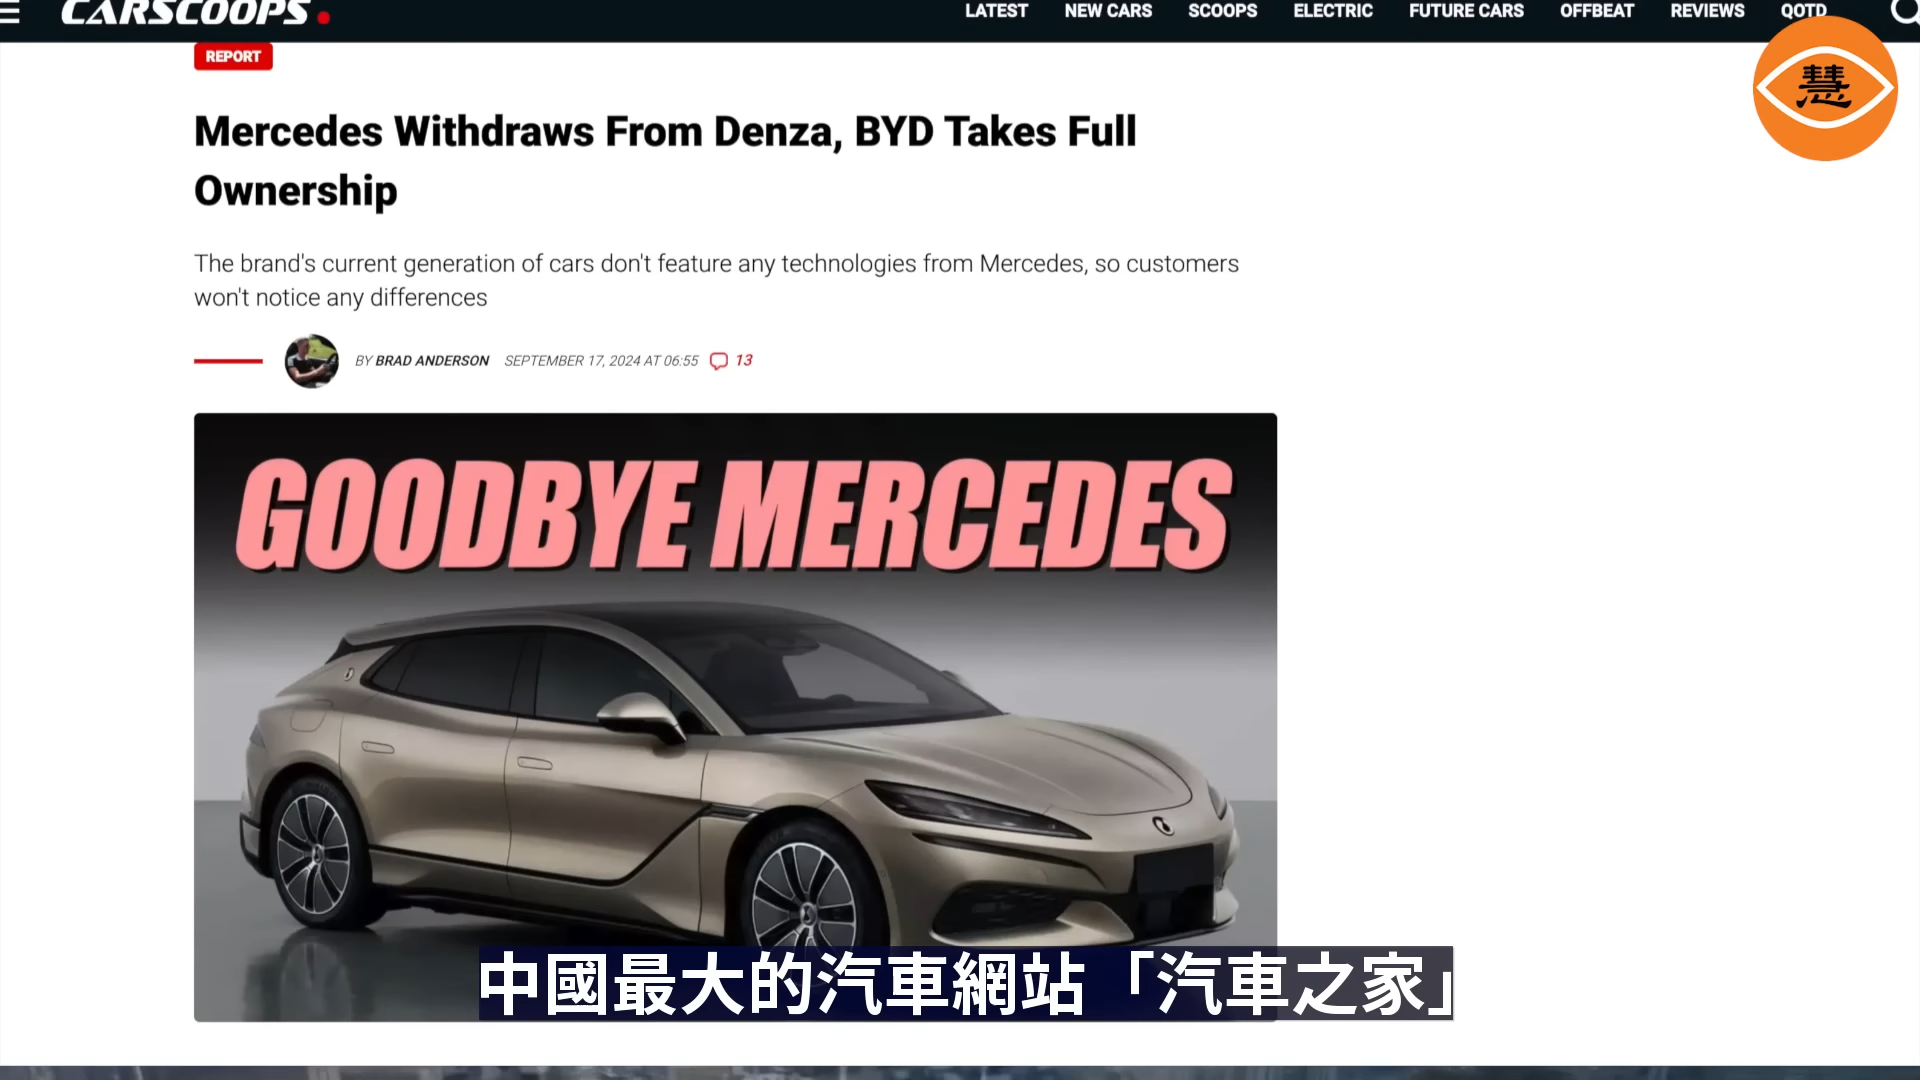 CARSCOOPS
LATEST NEW CARS SCOOPS ELECTRIC FUTURE CARS OFFBEAT REVIEWS QOTD
慧
REPORT
Mercedes Withdraws From Denza, BYD Takes Full
Ownership
The brand's current generation of cars don't feature any technologies from Mercedes, so customers
won't notice any differences
BY BRAD ANDERSON SEPTEMBER 17, 2024 AT 06:55 13
GOODBYE MERCEDES
中國最大的汽車網站「汽車之家」